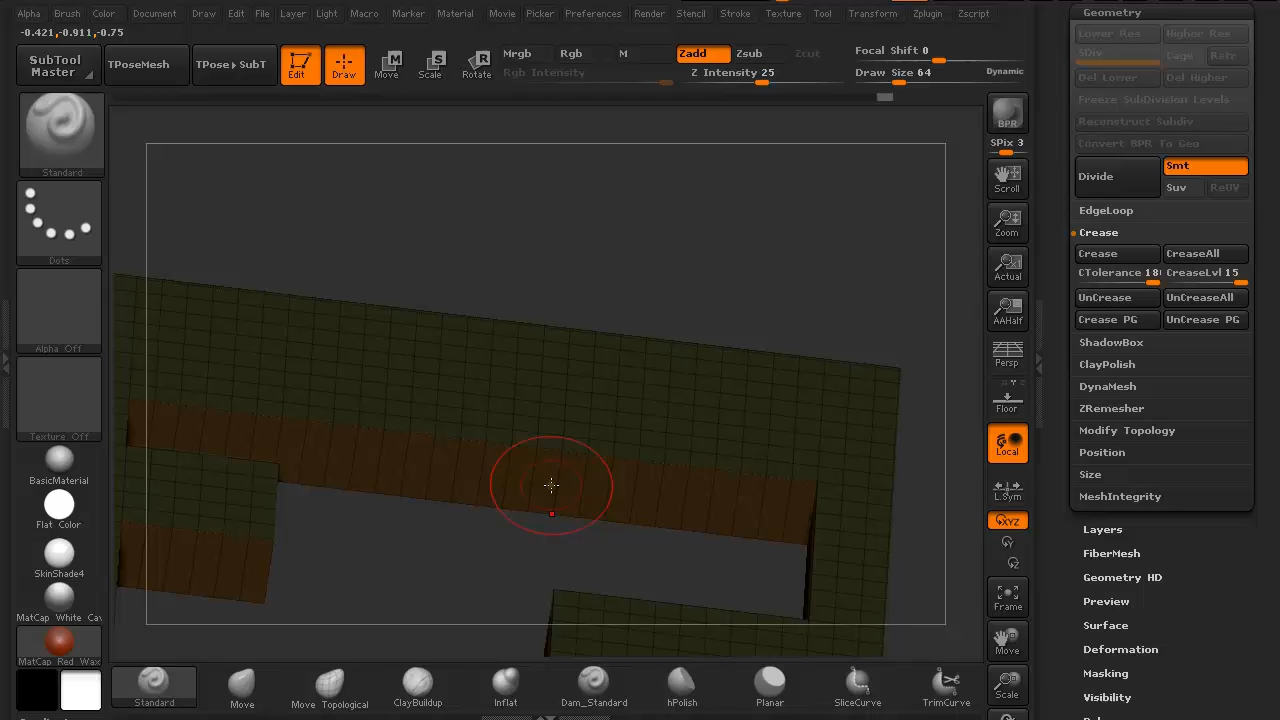 Alpha Brush Color Document Draw Edit File Layer Light Macro Marker Material Movie Picker Preferences Render Stencil Stroke Texture Tool Transform Zplugin Zscript
-0.421,-0.911,-0.75
SubTool
Master
TPoseMesh
TPose▸SubT
Edit
Draw
Move
Scale
Rotate
Mrgb Rgb M Zadd Zsub Zcut
Rgb Intensity
Z Intensity 25
Focal Shift 0
Draw Size 64
Dynamic
Standard
Dots
Alpha Off
Texture Off
BasicMaterial
Flat Color
SkinShade4
MatCap White Cav
MatCap Red Wax
BPR
SPix 3
Scroll
Zoom
Actual
AAHalf
Persp
Floor
Local
L.Sym
XYZ
Y
Z
Frame
Move
Scale
Geometry
Lower Res Higher Res
SDiv Cage Rstr
Del Lower Del Higher
Freeze SubDivision Levels
Reconstruct Subdiv
Convert BPR To Geo
Divide
Smt
Suv ReUV
EdgeLoop
Crease
Crease CreaseAll
CTolerance 18 CreaseLvl 15
UnCrease UnCreaseAll
Crease PG UnCrease PG
ShadowBox
ClayPolish
DynaMesh
ZRemesher
Modify Topology
Position
Size
MeshIntegrity
Layers
FiberMesh
Geometry HD
Preview
Surface
Deformation
Masking
Visibility
Standard Move Move Topological ClayBuildup Inflat Dam_Standard hPolish Planar SliceCurve TrimCurve